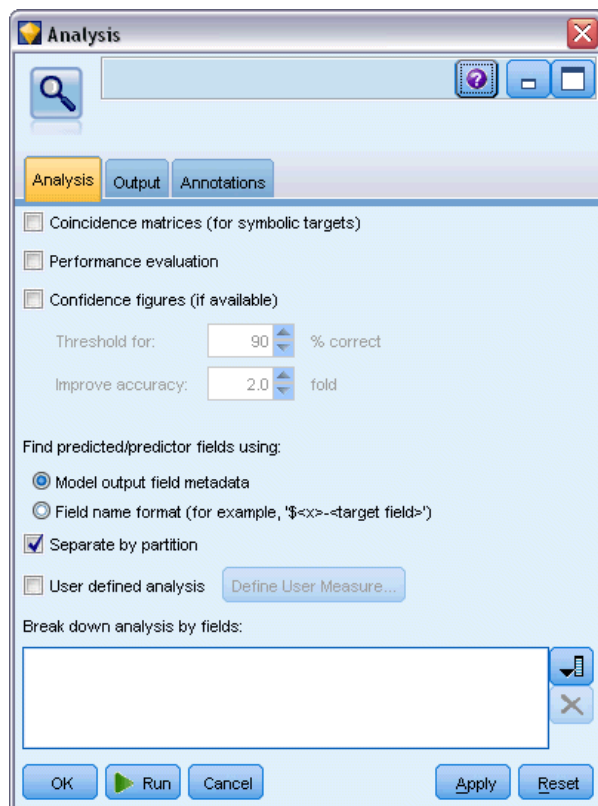 Analysis
?
Analysis Output Annotations
Coincidence matrices (for symbolic targets)
Performance evaluation
Confidence figures (if available)
Threshold for: 90 % correct
Improve accuracy: 2.0 fold
Find predicted/predictor fields using:
Model output field metadata
Field name format (for example, '$<x>-<target field>')
Separate by partition
User defined analysis Define User Measure...
Break down analysis by fields:
OK Run Cancel Apply Reset